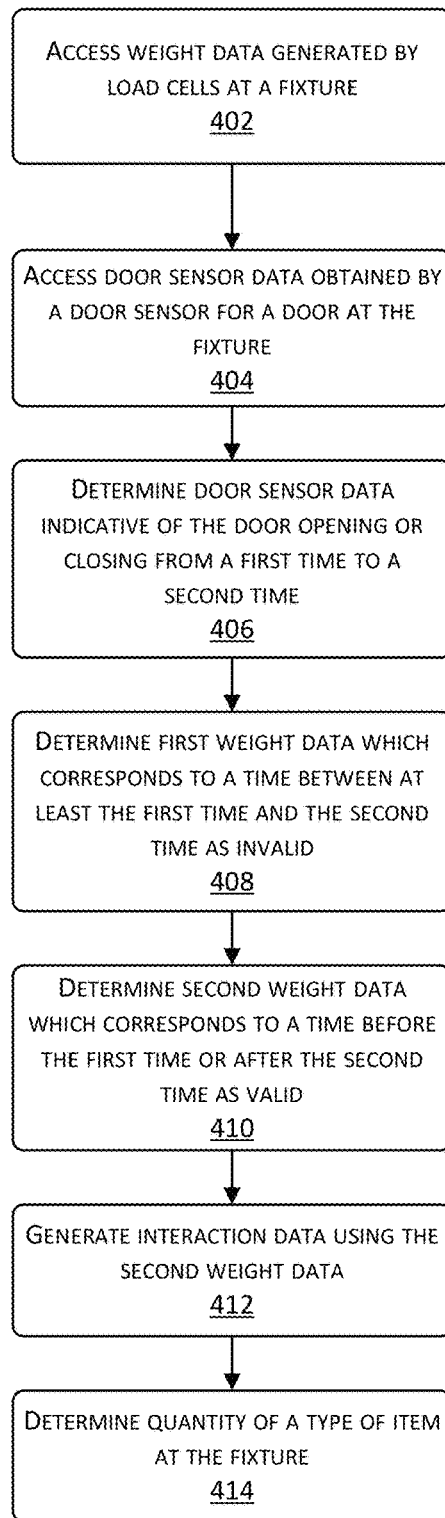 ACCESS WEIGHT DATA GENERATED BY
LOAD CELLS AT A FIXTURE
402
ACCESS DOOR SENSOR DATA OBTAINED BY
A DOOR SENSOR FOR A DOOR AT THE
FIXTURE
404
DETERMINE DOOR SENSOR DATA
INDICATIVE OF THE DOOR OPENING OR
CLOSING FROM A FIRST TIME TO A
SECOND TIME
406
DETERMINE FIRST WEIGHT DATA WHICH
CORRESPONDS TO A TIME BETWEEN AT
LEAST THE FIRST TIME AND THE SECOND
TIME AS INVALID
408
DETERMINE SECOND WEIGHT DATA
WHICH CORRESPONDS TO A TIME BEFORE
THE FIRST TIME OR AFTER THE SECOND
TIME AS VALID
410
GENERATE INTERACTION DATA USING THE
SECOND WEIGHT DATA
412
DETERMINE QUANTITY OF A TYPE OF ITEM
AT THE FIXTURE
414